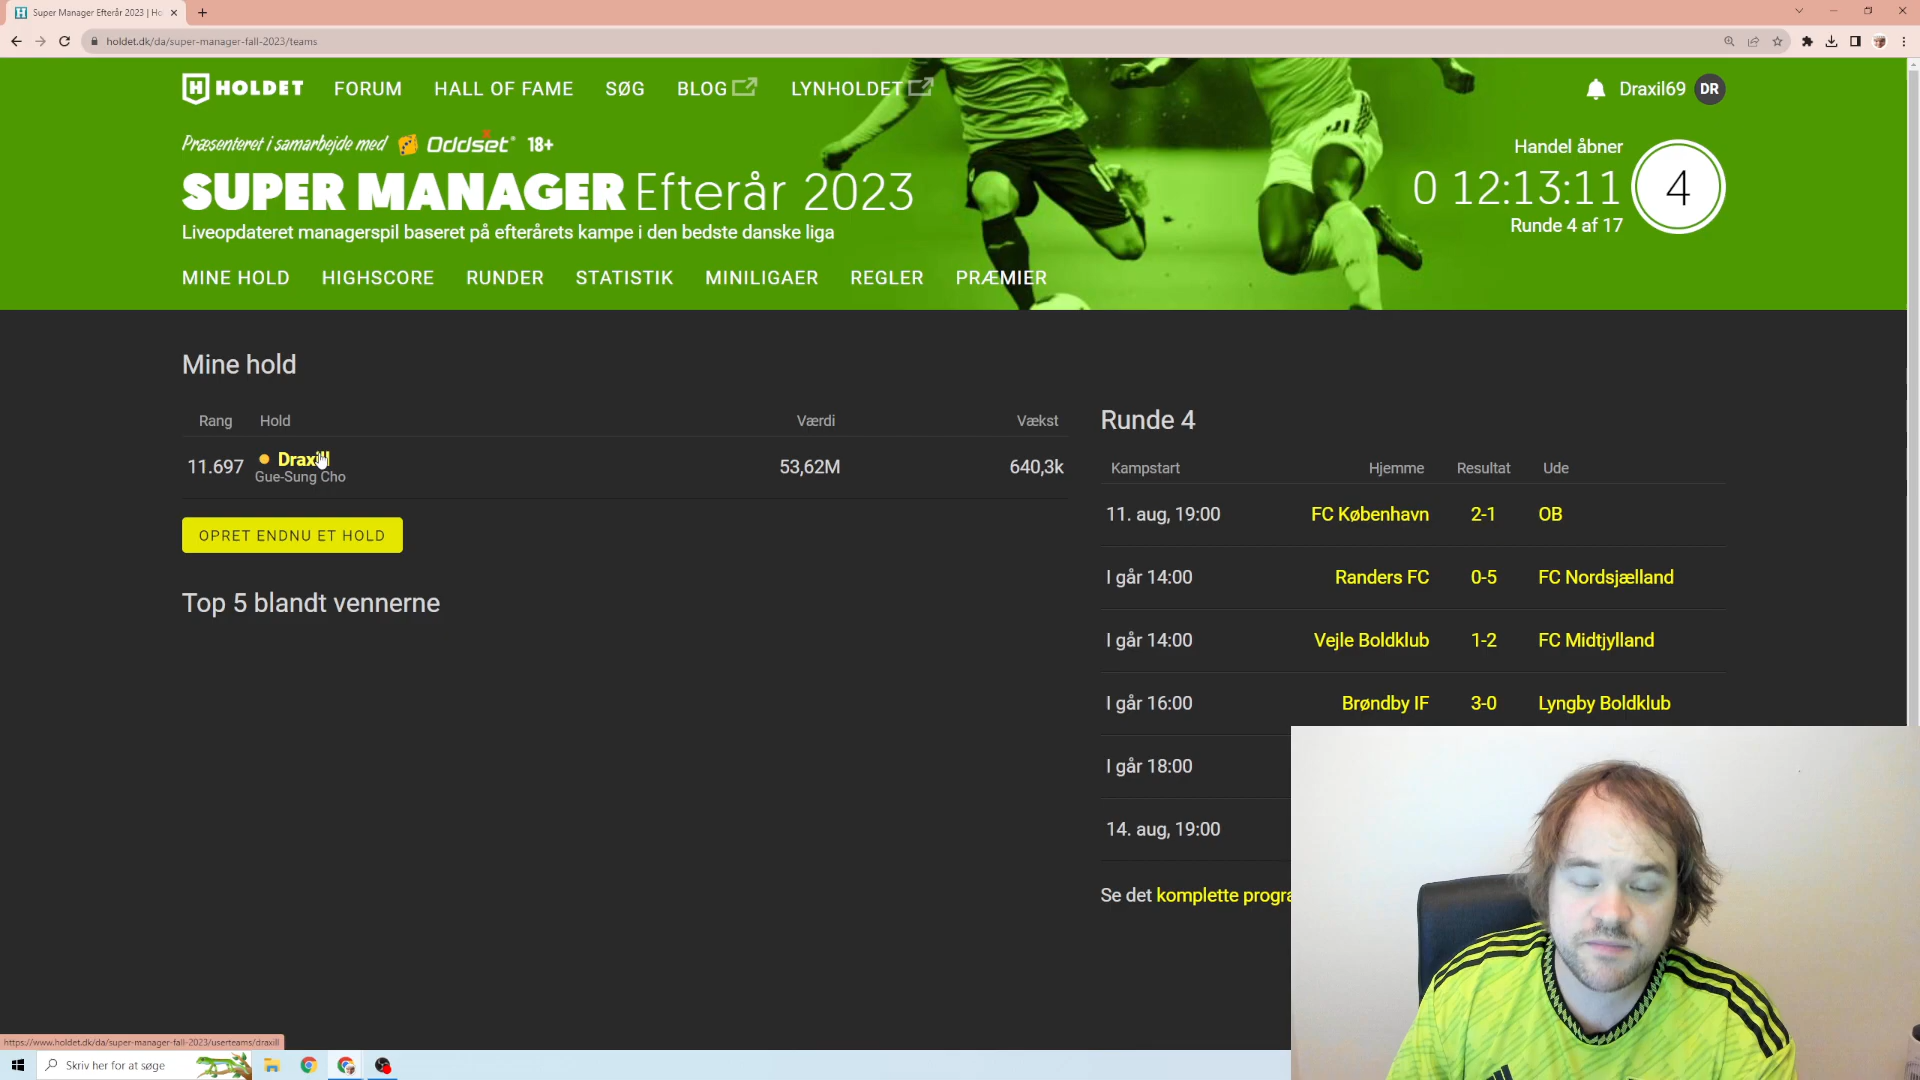 Super Manager Efterår 2023 | Ho
holdet.dk/da/super-manager-fall-2023/teams
HOLDET FORUM HALL OF FAME SØG BLOG LYNHOLDET Draxil69 DR
Præsenteret i samarbejde med Oddset 18+
SUPER MANAGER Efterår 2023
Liveopdateret managerspil baseret på efterårets kampe i den bedste danske liga
Handel åbner
0 12:13:11
Runde 4 af 17
4
MINE HOLD HIGHSCORE RUNDER STATISTIK MINILIGAER REGLER PRÆMIER
Mine hold
Rang Hold Værdi Vækst
11.697 Draxill 53,62M 640,3k
Gue-Sung Cho
OPRET ENDNU ET HOLD
Top 5 blandt vennerne
Runde 4
Kampstart Hjemme Resultat Ude
11. aug, 19:00 FC København 2-1 OB
I går 14:00 Randers FC 0-5 FC Nordsjælland
I går 14:00 Vejle Boldklub 1-2 FC Midtjylland
I går 16:00 Brøndby IF 3-0 Lyngby Boldklub
I går 18:00
14. aug, 19:00
Se det komplette progra
https://www.holdet.dk/da/super-manager-fall-2023/userteams/draxill
Skriv her for at søge